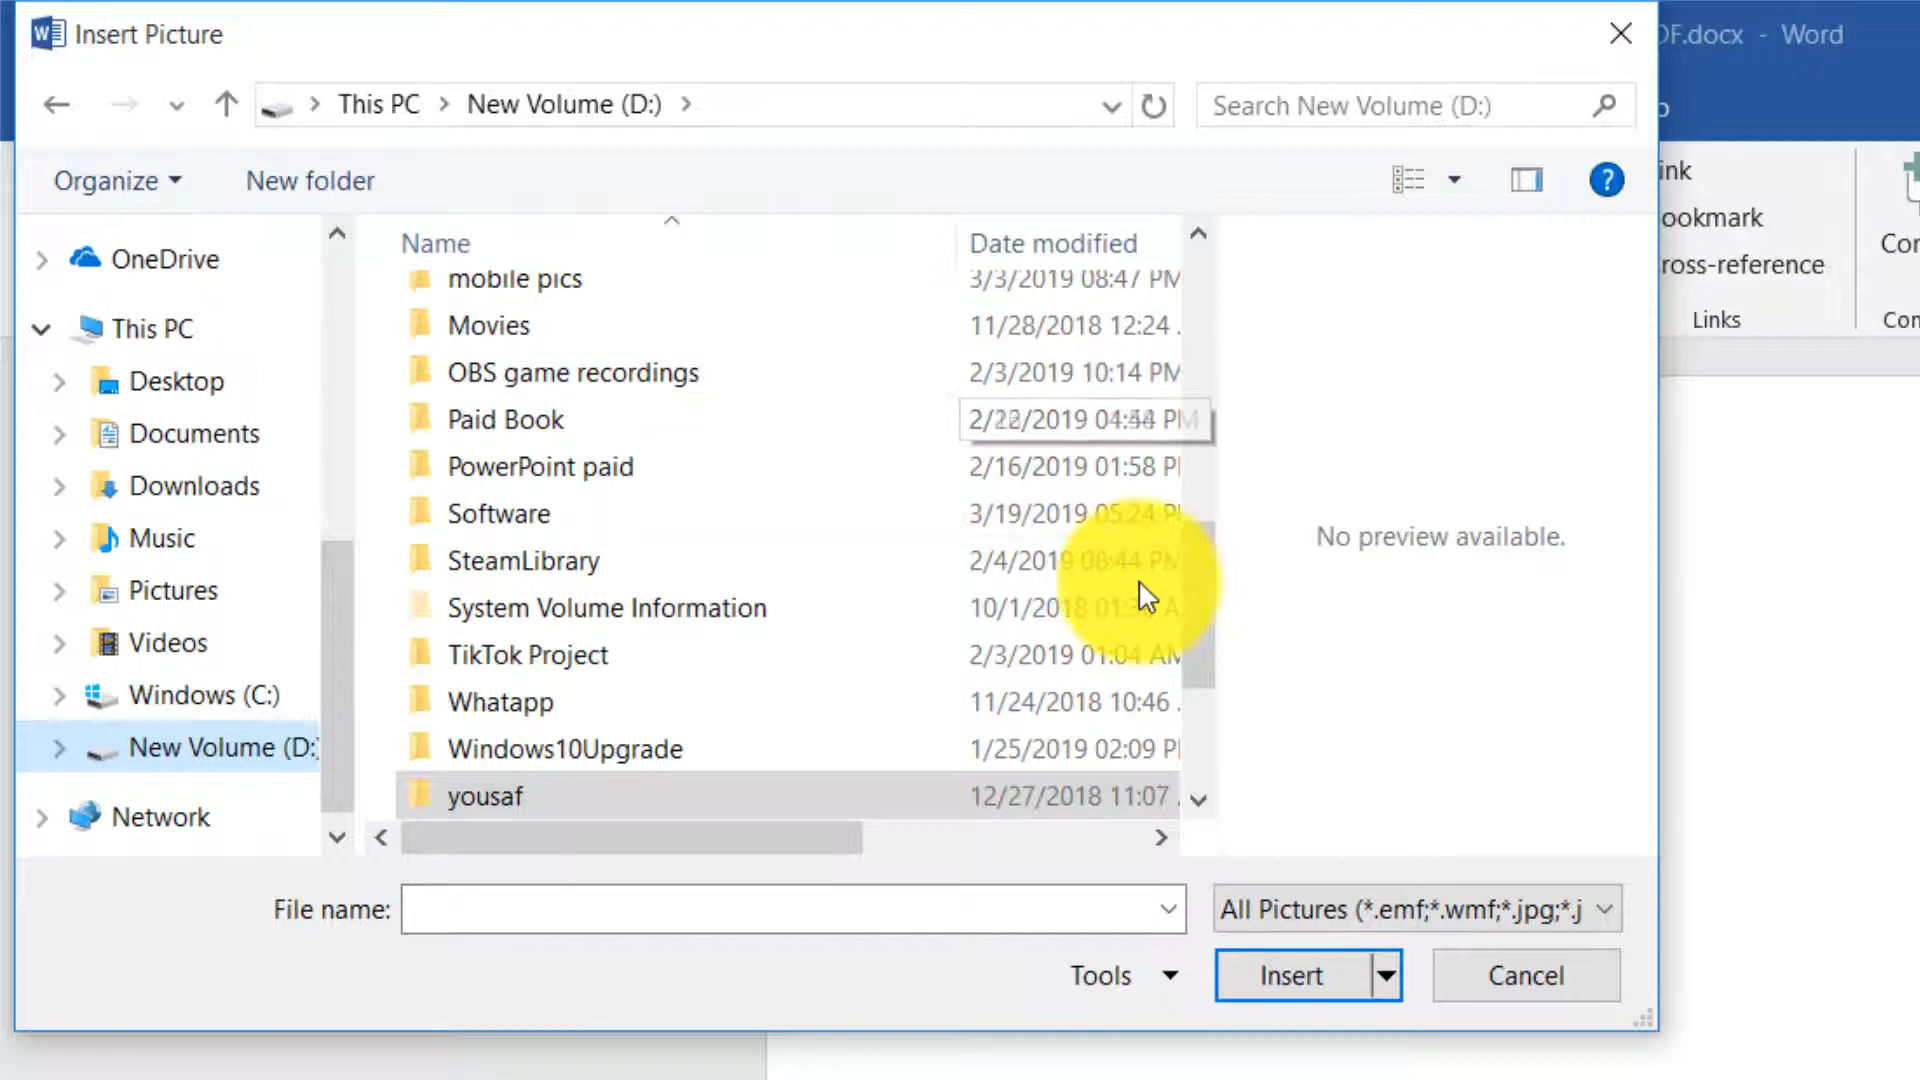 Insert Picture
DF.docx - Word
This PC > New Volume (D:) >
Search New Volume (D:)
Organize
New folder
?
ink
ookmark
ross-reference
Links
Con
Name
Date modified
OneDrive
This PC
Desktop
Documents
Downloads
Music
Pictures
Videos
Windows (C:)
New Volume (D:)
Network
mobile pics 3/3/2019 08:47 PM
Movies 11/28/2018 12:24 .
OBS game recordings 2/3/2019 10:14 PM
Paid Book
PowerPoint paid 2/16/2019 01:58 P
Software 3/19/2019 05:24 P
SteamLibrary 2/4/2019 08:44 PM
System Volume Information 10/1/2018
TikTok Project 2/3/2019 01:04 AM
Whatapp 11/24/2018 10:46 .
Windows10Upgrade 1/25/2019 02:09 P
yousaf 12/27/2018 11:07 .
No preview available.
File name:
All Pictures (*.emf;*.wmf;*.jpg;*.j
Tools
Insert
Cancel